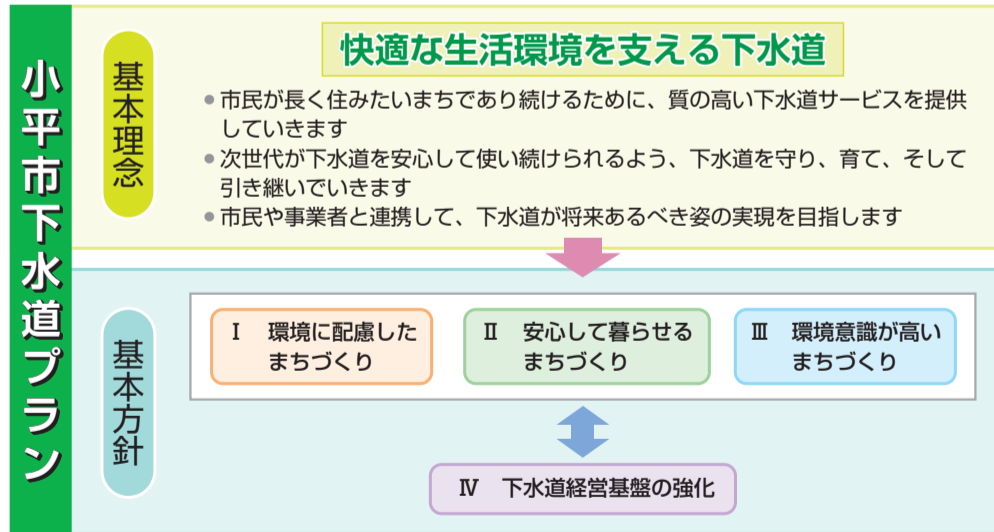 小平市下水道プラン
基本理念
快適な生活環境を支える下水道
●市民が長く住みたいまちであり続けるために、質の高い下水道サービスを提供
していきます
●次世代が下水道を安心して使い続けられるよう、下水道を守り、育て、そして
引き継いでいきます
●市民や事業者と連携して、下水道が将来あるべき姿の実現を目指します
基本方針
Ⅰ 環境に配慮した
まちづくり
Ⅱ 安心して暮らせる
まちづくり
Ⅲ 環境意識が高い
まちづくり
Ⅳ 下水道経営基盤の強化